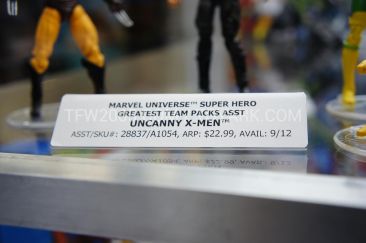 MARVEL UNIVERSE™ SUPER HERO
GREATEST TEAM PACKS ASST
UNCANNY X-MEN™
ASST/SKU#: 28837/A1054, ARP: $22.99, AVAIL: 9/12